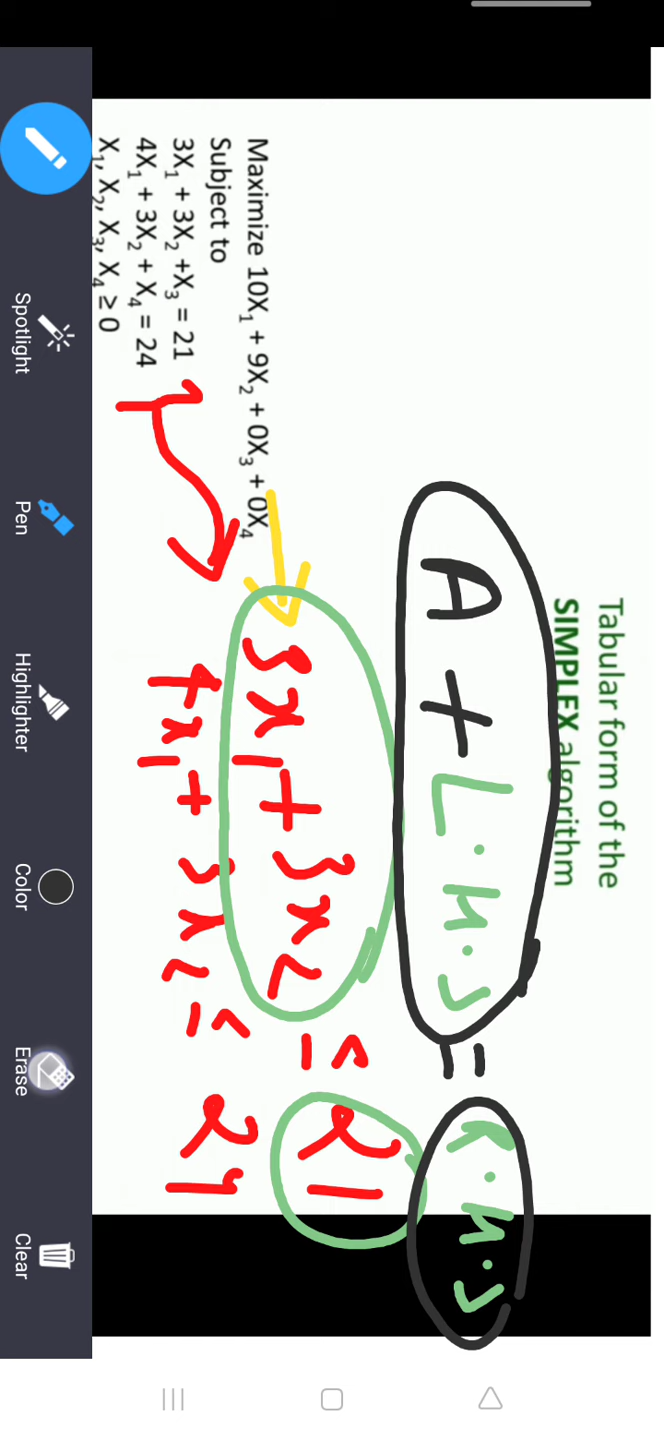 Tabular form of the
SIMPLEX algorithm
A + L.H.S = R.H.S
Maximize 10X₁ + 9X₂ + 0X₃ + 0X₄
Subject to
3X₁ + 3X₂ +X₃ = 21
4X₁ + 3X₂ + X₄ = 24
X₁, X₂, X₃, X₄ ≥ 0
3x₁ + 3x₂ ≤ 21
4x₁ + 3x₂ ≤ 24
Spotlight
Pen
Highlighter
Color
Erase
Clear